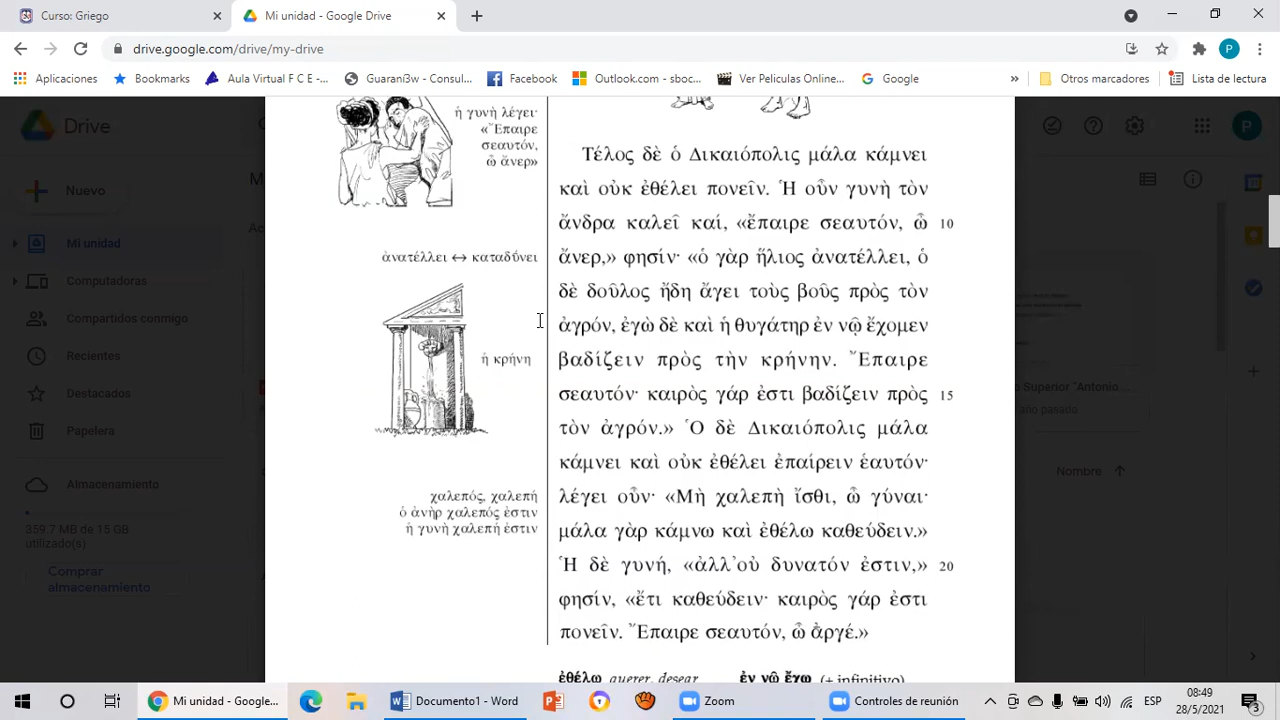 Curso: Griego
Mi unidad - Google Drive
drive.google.com/drive/my-drive
Aplicaciones
Bookmarks
Aula Virtual F C E -...
Guaraní3w - Consul...
Facebook
Outlook.com - sboc...
Ver Peliculas Online...
Google
»
Otros marcadores
Lista de lectura
Drive
Nuevo
Mi unidad
Computadoras
Compartidos conmigo
Recientes
Destacados
Papelera
Almacenamiento
359.7 MB de 15 GB
utilizado(s)
Comprar
almacenamiento
ἡ γυνὴ λέγει·
«Ἔπαιρε
σεαυτόν,
ὦ ἄνερ»
ἀνατέλλει ↔ καταδύνει
ἡ κρήνη
χαλεπός, χαλεπή
ὁ ἀνὴρ χαλεπός ἐστιν
ἡ γυνὴ χαλεπή ἐστιν
Τέλος δὲ ὁ Δικαιόπολις μάλα κάμνει
καὶ οὐκ ἐθέλει πονεῖν. Ἡ οὖν γυνὴ τὸν
ἄνδρα καλεῖ καί, «ἔπαιρε σεαυτόν, ὦ 10
ἄνερ,» φησίν· «ὁ γὰρ ἥλιος ἀνατέλλει, ὁ
δὲ δοῦλος ἤδη ἄγει τοὺς βοῦς πρὸς τὸν
ἀγρόν, ἐγὼ δὲ καὶ ἡ θυγάτηρ ἐν νῷ ἔχομεν
βαδίζειν πρὸς τὴν κρήνην. Ἔπαιρε
σεαυτόν· καιρὸς γάρ ἐστι βαδίζειν πρὸς 15
τὸν ἀγρόν.» Ὁ δὲ Δικαιόπολις μάλα
κάμνει καὶ οὐκ ἐθέλει ἐπαίρειν ἑαυτόν·
λέγει οὖν· «Μὴ χαλεπὴ ἴσθι, ὦ γύναι·
μάλα γὰρ κάμνω καὶ ἐθέλω καθεύδειν.»
Ἡ δὲ γυνή, «ἀλλ’οὐ δυνατόν ἐστιν,» 20
φησίν, «ἔτι καθεύδειν· καιρὸς γάρ ἐστι
πονεῖν. Ἔπαιρε σεαυτόν, ὦ ἀργέ.»
ἐθέλω querer, desear
ἐν νῷ ἔχω (+ infinitivo)
Superior "Antonio
año pasado
Nombre
P
P
Mi unidad - Google...
Documento1 - Word
Zoom
Controles de reunión
ESP
08:49
28/5/2021
3